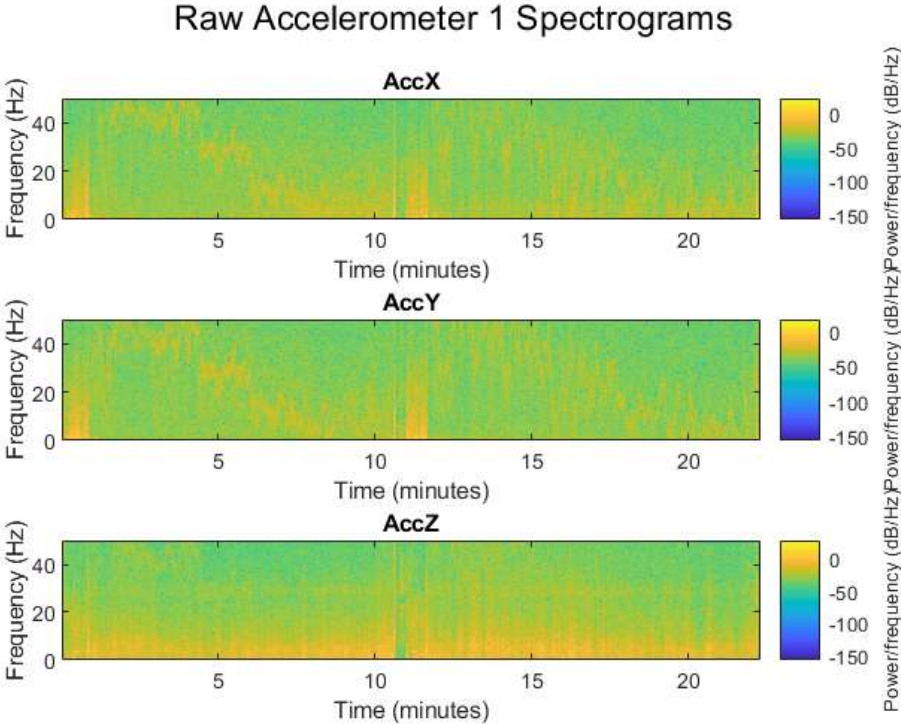 Raw Accelerometer 1 Spectrograms
AccX
Frequency (Hz)
40
20
0
5
10
15
20
Time (minutes)
0
-50
-100
-150
Power/frequency (dB/Hz)
AccY
Frequency (Hz)
40
20
0
5
10
15
20
Time (minutes)
0
-50
-100
-150
Power/frequency (dB/Hz)
AccZ
Frequency (Hz)
40
20
0
5
10
15
20
Time (minutes)
0
-50
-100
-150
Power/frequency (dB/Hz)